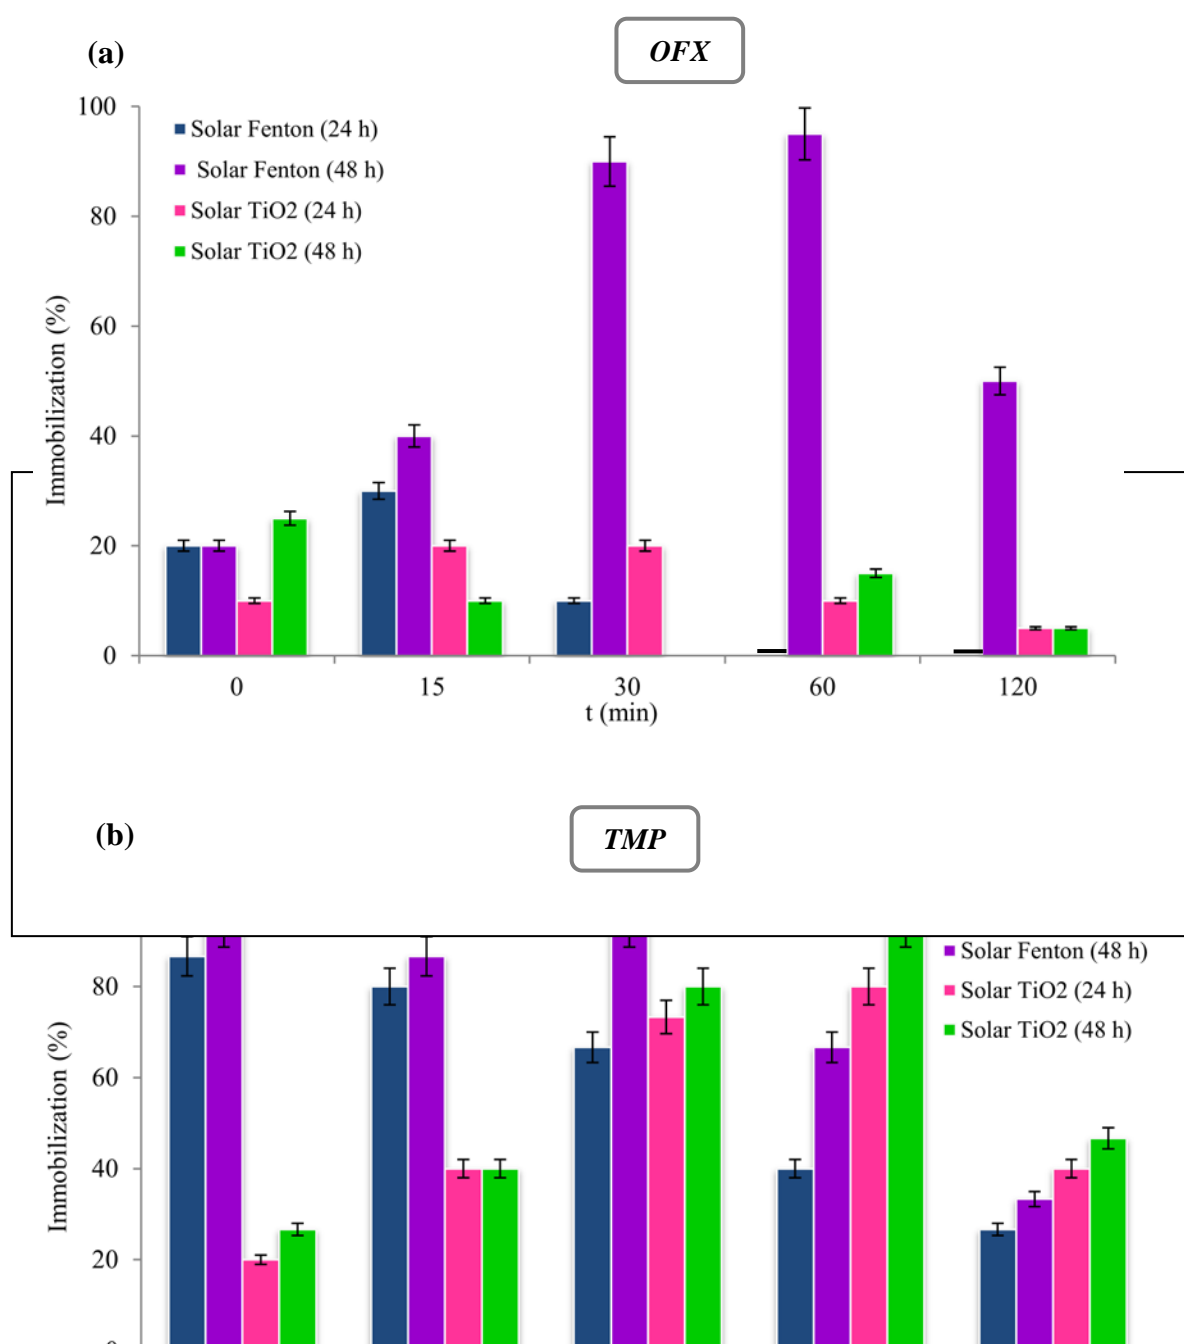 (a)
OFX
100
80
60
40
20
0
Immobilization (%)
Solar Fenton (24 h)
Solar Fenton (48 h)
Solar TiO2 (24 h)
Solar TiO2 (48 h)
0 15 30 60 120
t (min)
(b)
TMP
80
60
40
20
Immobilization (%)
Solar Fenton (48 h)
Solar TiO2 (24 h)
Solar TiO2 (48 h)